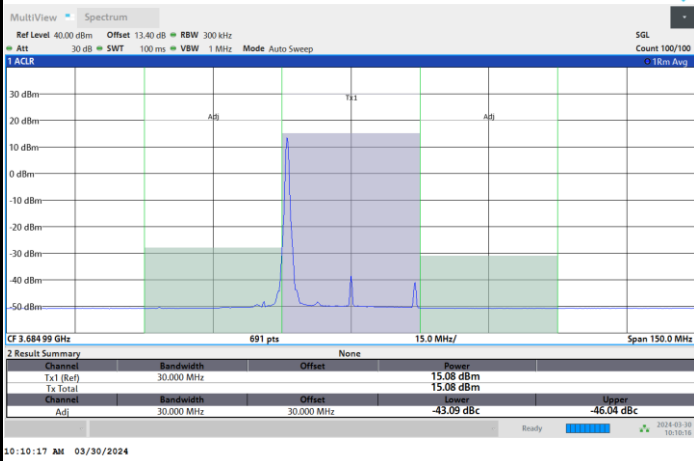 MultiView Spectrum
Ref Level 40.00 dBm Offset 13.40 dB RBW 300 kHz SGL
Att 30 dB SWT 100 ms VBW 1 MHz Mode Auto Sweep Count 100/100
1 ACLR 1Rm Avg
30 dBm
Tx1
20 dBm
Adj Adj
10 dBm
0 dBm
-10 dBm
-20 dBm
-30 dBm
-40 dBm
-50 dBm
CF 3.684 99 GHz 691 pts 15.0 MHz/ Span 150.0 MHz
2 Result Summary None
Channel Bandwidth Offset Power
Tx1 (Ref) 30.000 MHz 15.08 dBm
Tx Total 15.08 dBm
Channel Bandwidth Offset Lower Upper
Adj 30.000 MHz 30.000 MHz -43.09 dBc -46.04 dBc
Ready 2024-03-30
10:10:16
10:10:17 AM 03/30/2024